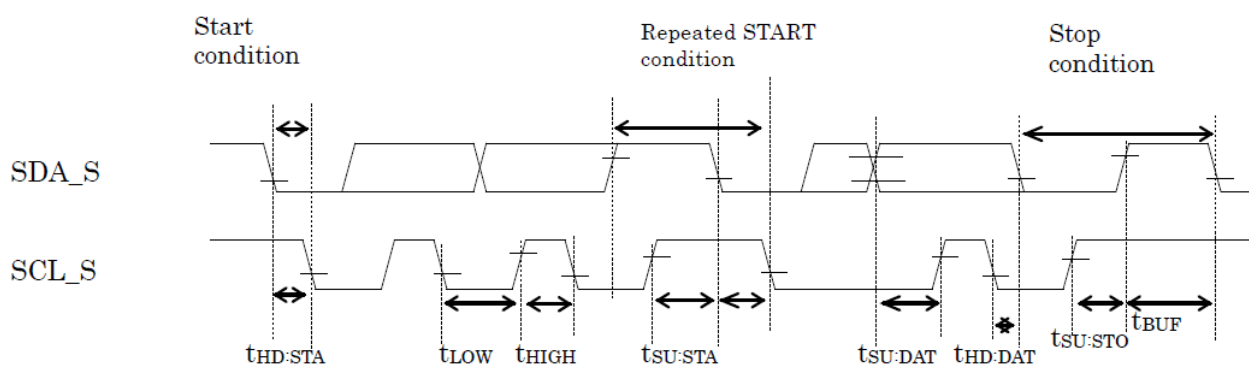 Start
condition
Repeated START
condition
Stop
condition
SDA_S
SCL_S
tHD:STA
tLOW
tHIGH
tSU:STA
tSU:DAT
tHD:DAT
tSU:STO
tBUF